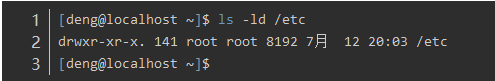 1 [deng@localhost ~]$ ls -ld /etc
2 drwxr-xr-x. 141 root root 8192 7月  12 20:03 /etc
3 [deng@localhost ~]$